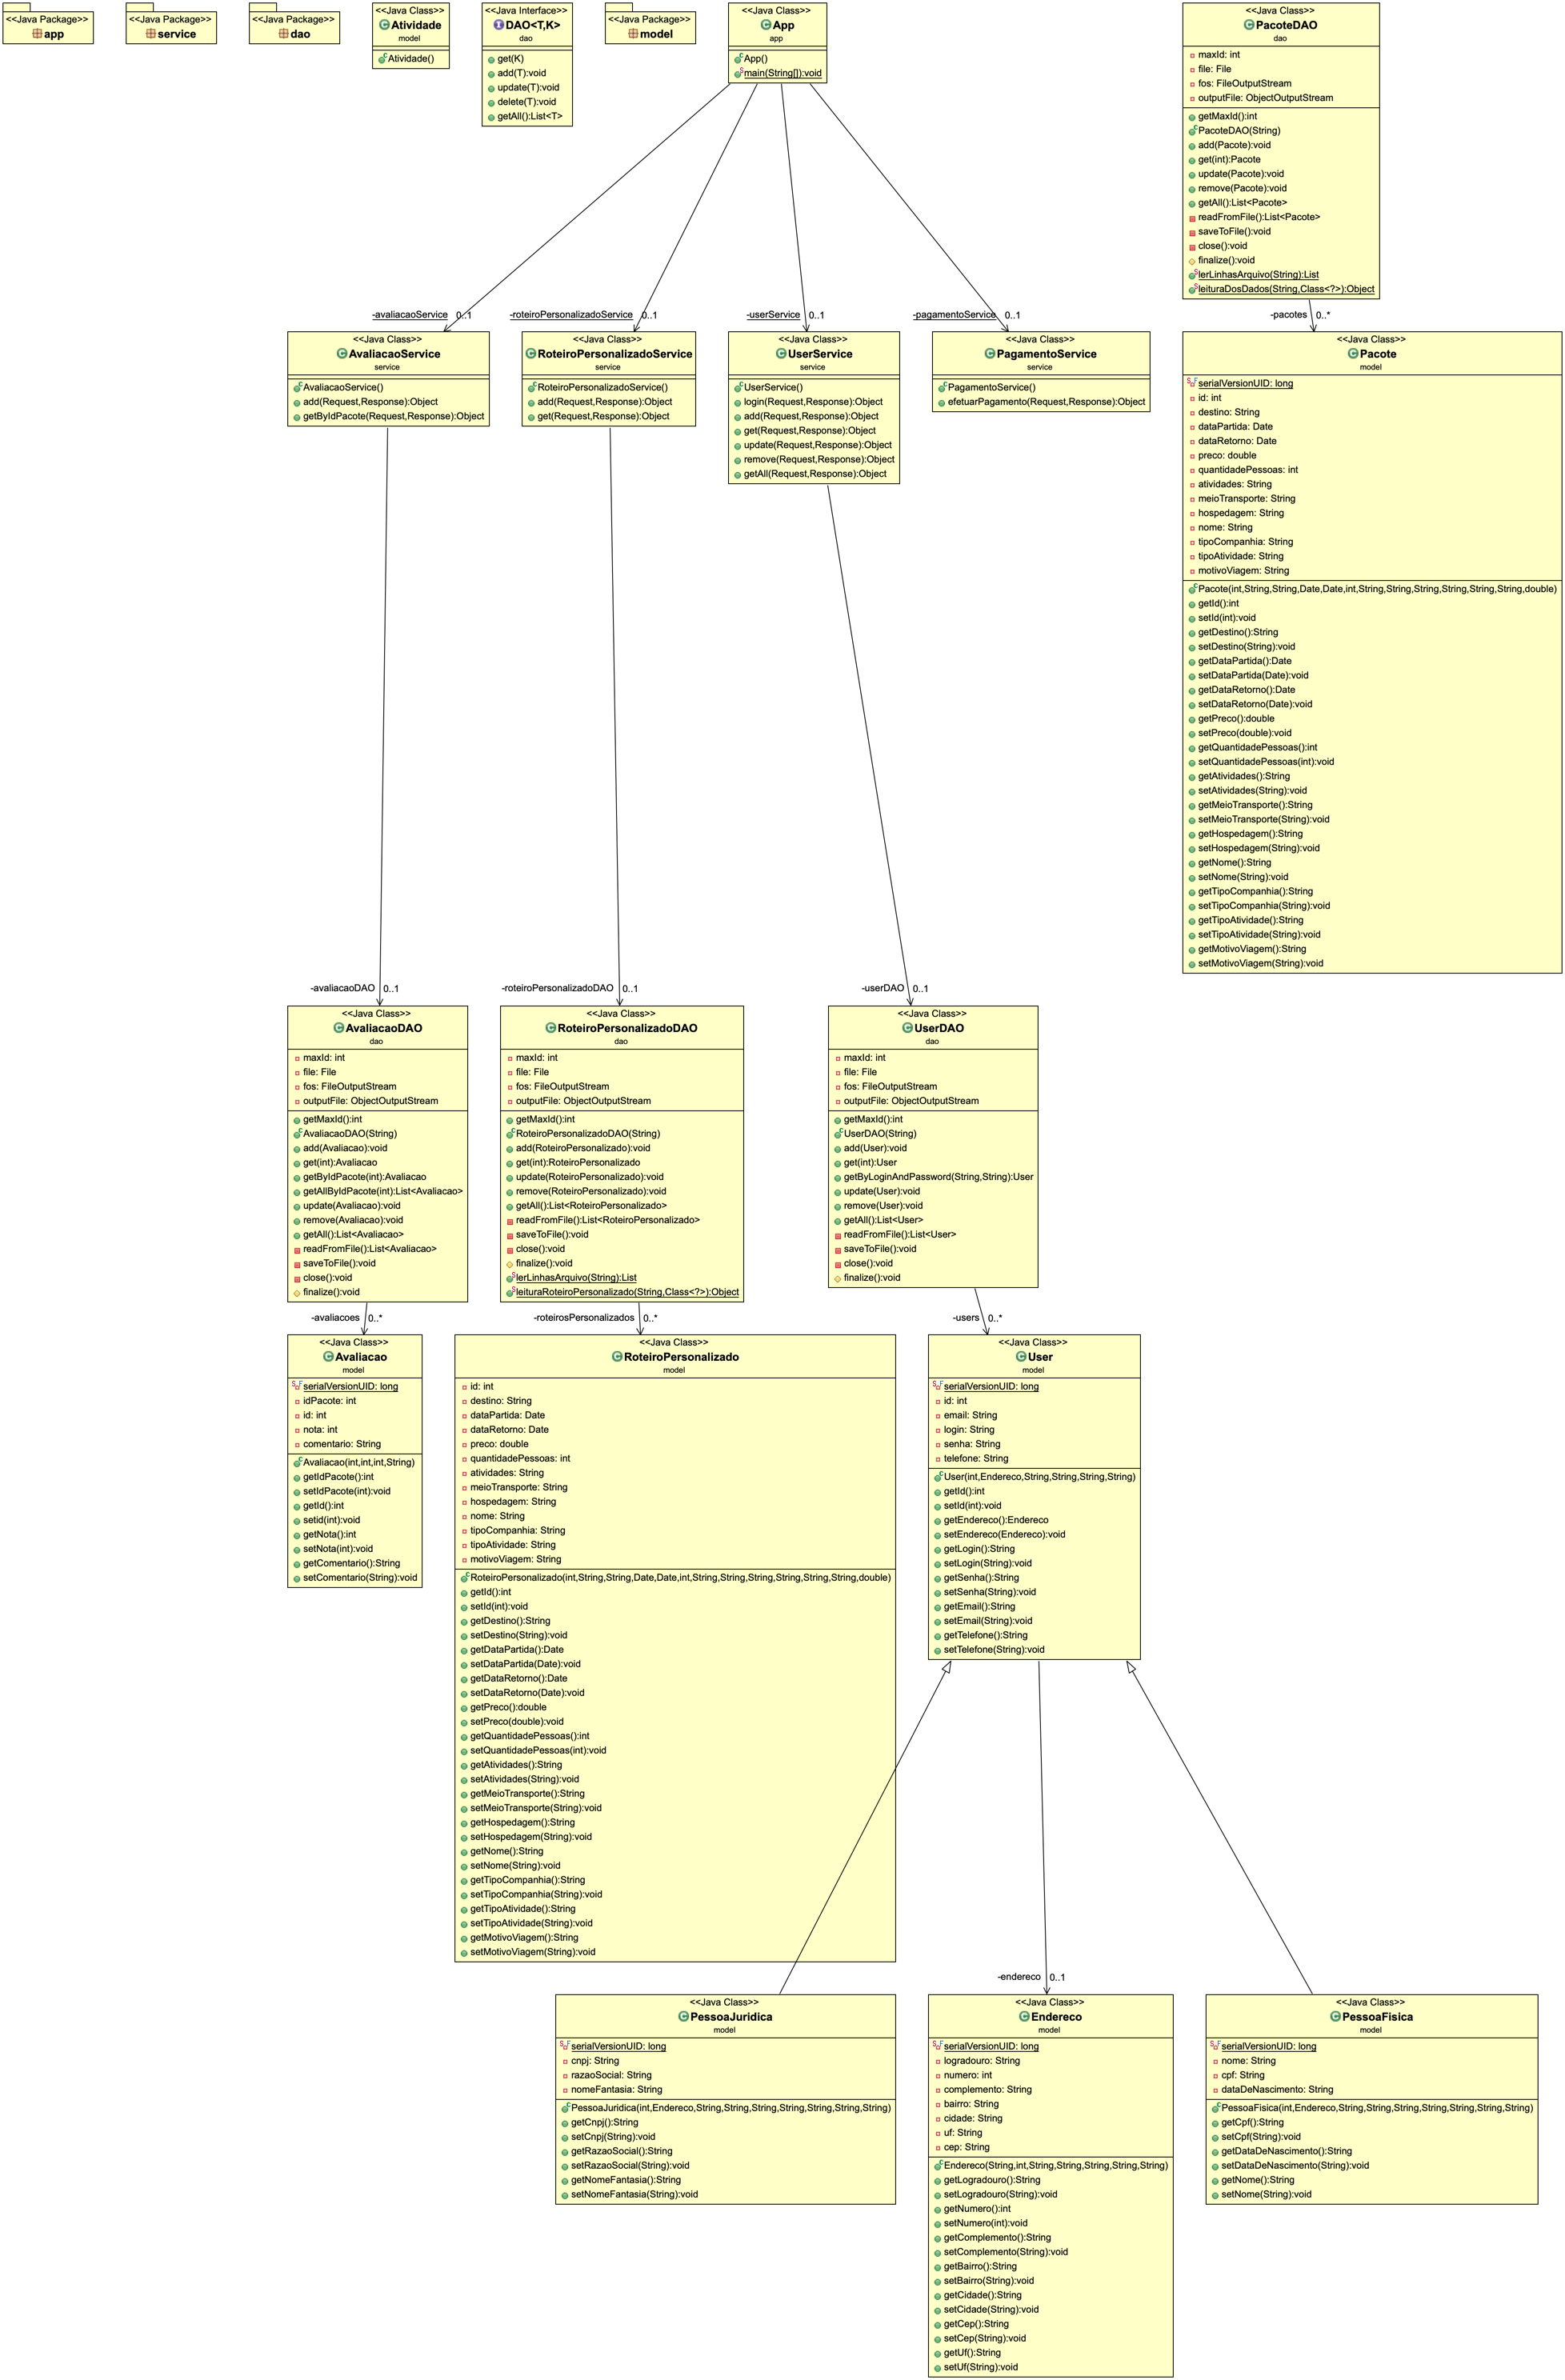 <<Java Package>>
app
<<Java Package>>
service
<<Java Package>>
dao
<<Java Class>>
Atividade
model
Atividade()
<<Java Interface>>
DAO<T,K>
dao
get(K)
add(T):void
update(T):void
delete(T):void
getAll():List<T>
<<Java Package>>
model
<<Java Class>>
App
app
App()
main(String[]):void
<<Java Class>>
PacoteDAO
dao
maxId: int
file: File
fos: FileOutputStream
outputFile: ObjectOutputStream
getMaxId():int
PacoteDAO(String)
add(Pacote):void
get(int):Pacote
update(Pacote):void
remove(Pacote):void
getAll():List<Pacote>
readFromFile():List<Pacote>
saveToFile():void
close():void
finalize():void
lerLinhasArquivo(String):List
leituraDosDados(String,Class<?>):Object
-avaliacaoService 0..1
-roteiroPersonalizadoService 0..1
-userService 0..1
-pagamentoService 0..1
-pacotes 0..*
<<Java Class>>
AvaliacaoService
service
AvaliacaoService()
add(Request,Response):Object
getByIdPacote(Request,Response):Object
<<Java Class>>
RoteiroPersonalizadoService
service
RoteiroPersonalizadoService()
add(Request,Response):Object
get(Request,Response):Object
<<Java Class>>
UserService
service
UserService()
login(Request,Response):Object
add(Request,Response):Object
get(Request,Response):Object
update(Request,Response):Object
remove(Request,Response):Object
getAll(Request,Response):Object
<<Java Class>>
PagamentoService
service
PagamentoService()
efetuarPagamento(Request,Response):Object
<<Java Class>>
Pacote
model
serialVersionUID: long
id: int
destino: String
dataPartida: Date
dataRetorno: Date
preco: double
quantidadePessoas: int
atividades: String
meioTransporte: String
hospedagem: String
nome: String
tipoCompanhia: String
tipoAtividade: String
motivoViagem: String
Pacote(int,String,String,Date,Date,int,String,String,String,String,String,String,double)
getId():int
setId(int):void
getDestino():String
setDestino(String):void
getDataPartida():Date
setDataPartida(Date):void
getDataRetorno():Date
setDataRetorno(Date):void
getPreco():double
setPreco(double):void
getQuantidadePessoas():int
setQuantidadePessoas(int):void
getAtividades():String
setAtividades(String):void
getMeioTransporte():String
setMeioTransporte(String):void
getHospedagem():String
setHospedagem(String):void
getNome():String
setNome(String):void
getTipoCompanhia():String
setTipoCompanhia(String):void
getTipoAtividade():String
setTipoAtividade(String):void
getMotivoViagem():String
setMotivoViagem(String):void
-avaliacaoDAO 0..1
-roteiroPersonalizadoDAO 0..1
-userDAO 0..1
<<Java Class>>
AvaliacaoDAO
dao
maxId: int
file: File
fos: FileOutputStream
outputFile: ObjectOutputStream
getMaxId():int
AvaliacaoDAO(String)
add(Avaliacao):void
get(int):Avaliacao
getByIdPacote(int):Avaliacao
getAllByIdPacote(int):List<Avaliacao>
update(Avaliacao):void
remove(Avaliacao):void
getAll():List<Avaliacao>
readFromFile():List<Avaliacao>
saveToFile():void
close():void
finalize():void
<<Java Class>>
RoteiroPersonalizadoDAO
dao
maxId: int
file: File
fos: FileOutputStream
outputFile: ObjectOutputStream
getMaxId():int
RoteiroPersonalizadoDAO(String)
add(RoteiroPersonalizado):void
get(int):RoteiroPersonalizado
update(RoteiroPersonalizado):void
remove(RoteiroPersonalizado):void
getAll():List<RoteiroPersonalizado>
readFromFile():List<RoteiroPersonalizado>
saveToFile():void
close():void
finalize():void
lerLinhasArquivo(String):List
leituraRoteiroPersonalizado(String,Class<?>):Object
<<Java Class>>
UserDAO
dao
maxId: int
file: File
fos: FileOutputStream
outputFile: ObjectOutputStream
getMaxId():int
UserDAO(String)
add(User):void
get(int):User
getByLoginAndPassword(String,String):User
update(User):void
remove(User):void
getAll():List<User>
readFromFile():List<User>
saveToFile():void
close():void
finalize():void
-avaliacoes 0..*
-roteirosPersonalizados 0..*
-users 0..*
<<Java Class>>
Avaliacao
model
serialVersionUID: long
idPacote: int
id: int
nota: int
comentario: String
Avaliacao(int,int,int,String)
getIdPacote():int
setIdPacote(int):void
getId():int
setid(int):void
getNota():int
setNota(int):void
getComentario():String
setComentario(String):void
<<Java Class>>
RoteiroPersonalizado
model
id: int
destino: String
dataPartida: Date
dataRetorno: Date
preco: double
quantidadePessoas: int
atividades: String
meioTransporte: String
hospedagem: String
nome: String
tipoCompanhia: String
tipoAtividade: String
motivoViagem: String
RoteiroPersonalizado(int,String,String,Date,Date,int,String,String,String,String,String,String,double)
getId():int
setId(int):void
getDestino():String
setDestino(String):void
getDataPartida():Date
setDataPartida(Date):void
getDataRetorno():Date
setDataRetorno(Date):void
getPreco():double
setPreco(double):void
getQuantidadePessoas():int
setQuantidadePessoas(int):void
getAtividades():String
setAtividades(String):void
getMeioTransporte():String
setMeioTransporte(String):void
getHospedagem():String
setHospedagem(String):void
getNome():String
setNome(String):void
getTipoCompanhia():String
setTipoCompanhia(String):void
getTipoAtividade():String
setTipoAtividade(String):void
getMotivoViagem():String
setMotivoViagem(String):void
<<Java Class>>
User
model
serialVersionUID: long
id: int
email: String
login: String
senha: String
telefone: String
User(int,Endereco,String,String,String,String)
getId():int
setId(int):void
getEndereco():Endereco
setEndereco(Endereco):void
getLogin():String
setLogin(String):void
getSenha():String
setSenha(String):void
getEmail():String
setEmail(String):void
getTelefone():String
setTelefone(String):void
-endereco 0..1
<<Java Class>>
PessoaJuridica
model
serialVersionUID: long
cnpj: String
razaoSocial: String
nomeFantasia: String
PessoaJuridica(int,Endereco,String,String,String,String,String,String,String)
getCnpj():String
setCnpj(String):void
getRazaoSocial():String
setRazaoSocial(String):void
getNomeFantasia():String
setNomeFantasia(String):void
<<Java Class>>
Endereco
model
serialVersionUID: long
logradouro: String
numero: int
complemento: String
bairro: String
cidade: String
uf: String
cep: String
Endereco(String,int,String,String,String,String,String)
getLogradouro():String
setLogradouro(String):void
getNumero():int
setNumero(int):void
getComplemento():String
setComplemento(String):void
getBairro():String
setBairro(String):void
getCidade():String
setCidade(String):void
getCep():String
setCep(String):void
getUf():String
setUf(String):void
<<Java Class>>
PessoaFisica
model
serialVersionUID: long
nome: String
cpf: String
dataDeNascimento: String
PessoaFisica(int,Endereco,String,String,String,String,String,String,String)
getCpf():String
setCpf(String):void
getDataDeNascimento():String
setDataDeNascimento(String):void
getNome():String
setNome(String):void